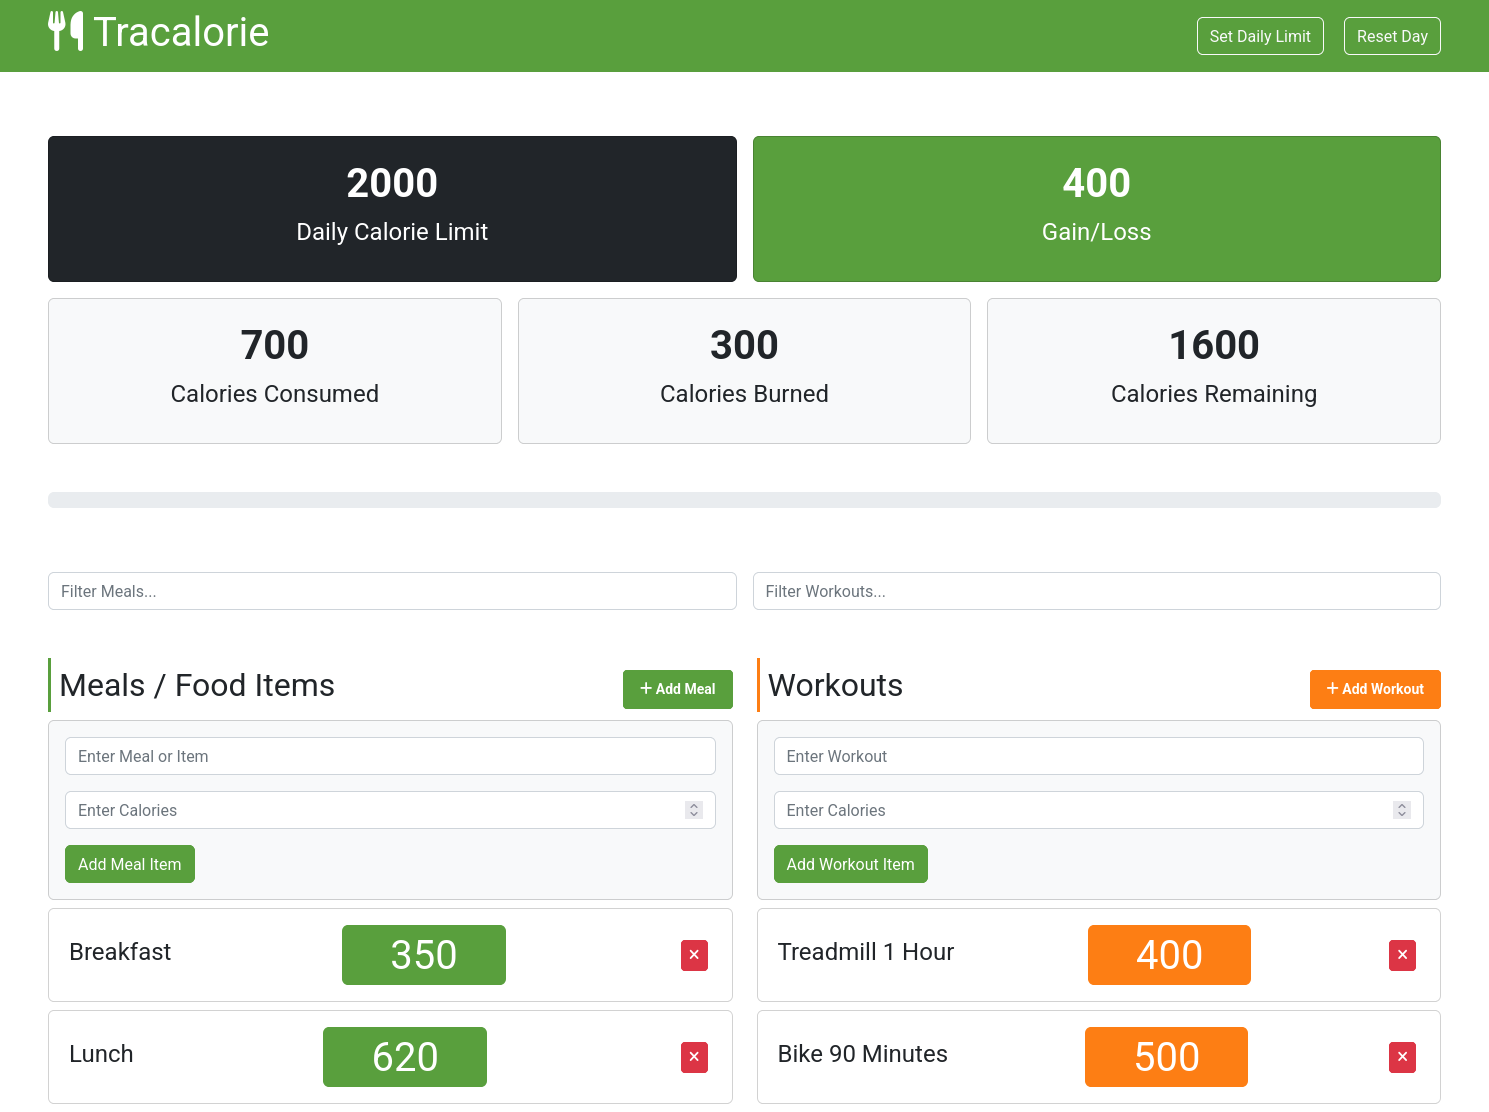 Tracalorie
Set Daily Limit
Reset Day
2000
Daily Calorie Limit
400
Gain/Loss
700
Calories Consumed
300
Calories Burned
1600
Calories Remaining
Filter Meals...
Filter Workouts...
Meals / Food Items
+ Add Meal
Enter Meal or Item
Enter Calories
Add Meal Item
Breakfast
350
Lunch
620
Workouts
+ Add Workout
Enter Workout
Enter Calories
Add Workout Item
Treadmill 1 Hour
400
Bike 90 Minutes
500